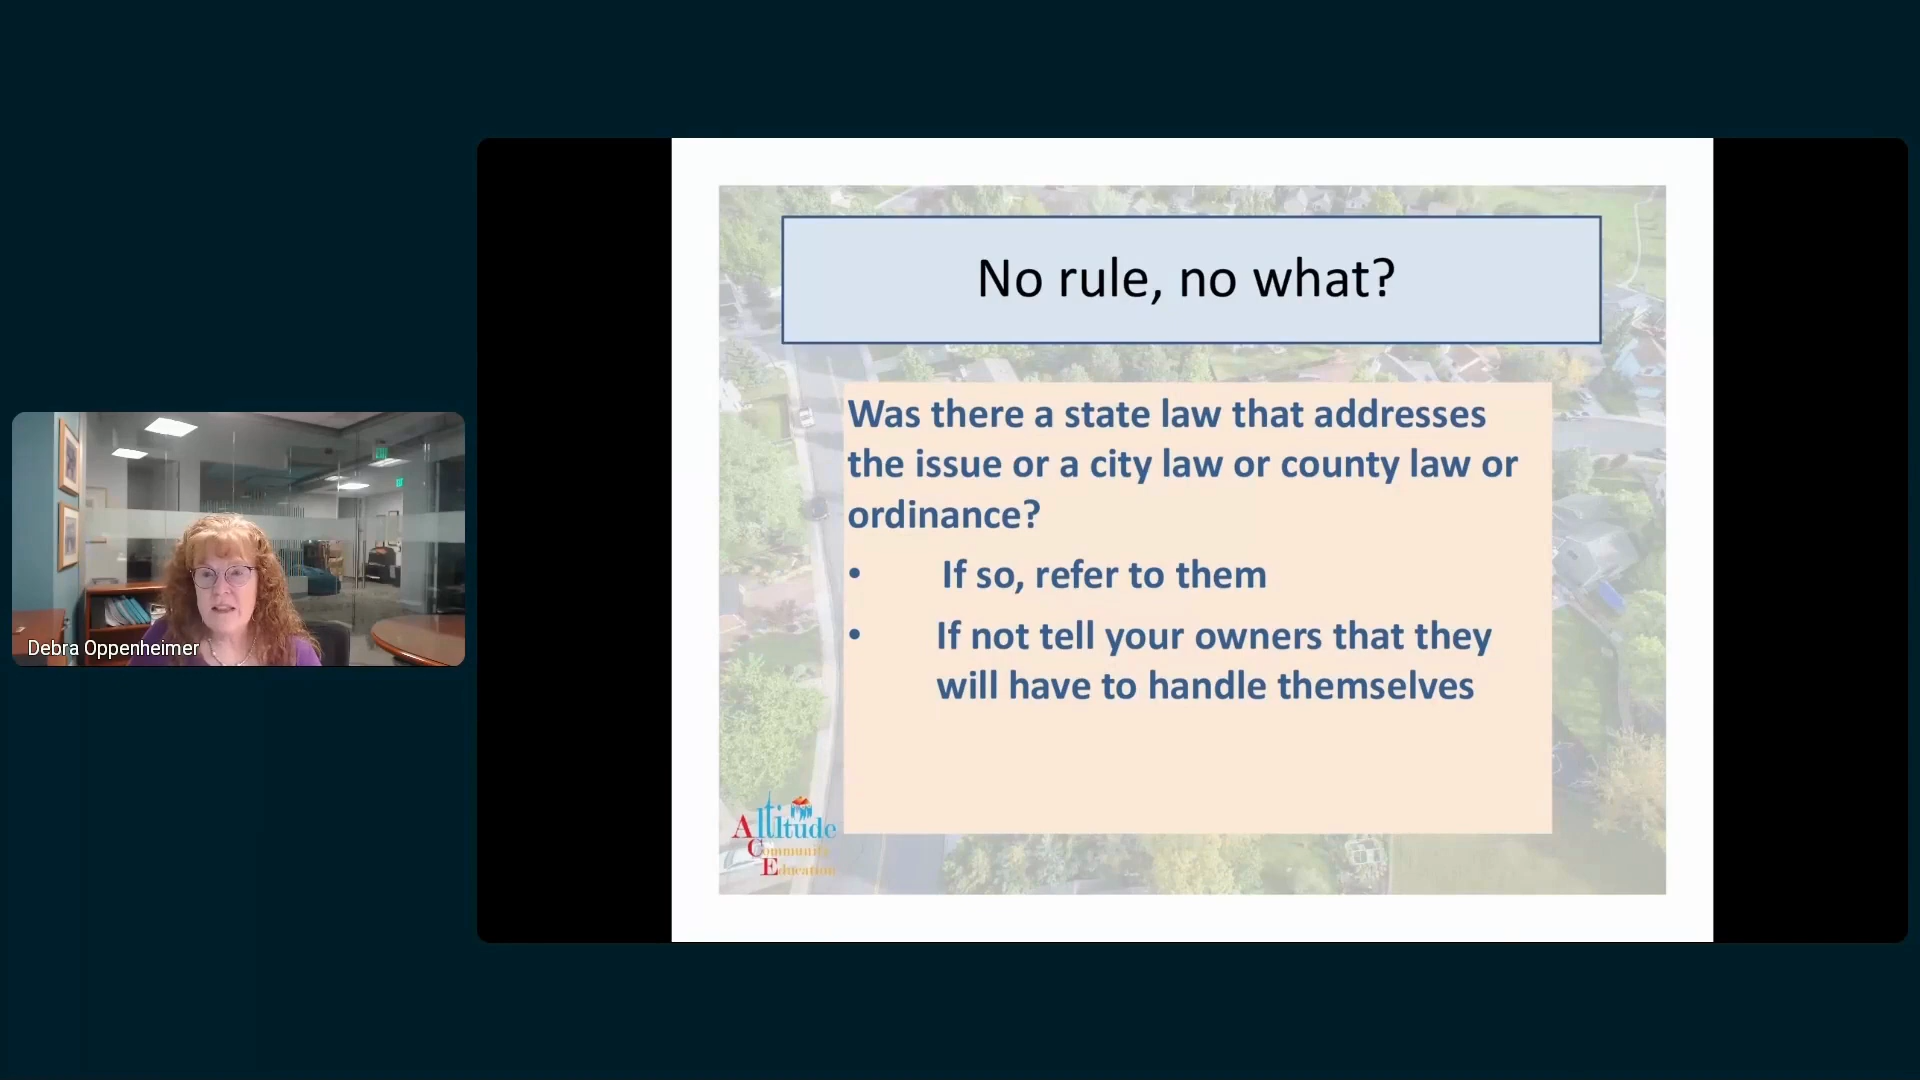 No rule, no what?
Was there a state law that addresses
the issue or a city law or county law or
ordinance?
• If so, refer to them
• If not tell your owners that they
will have to handle themselves
Altitude
Community
Education
Debra Oppenheimer